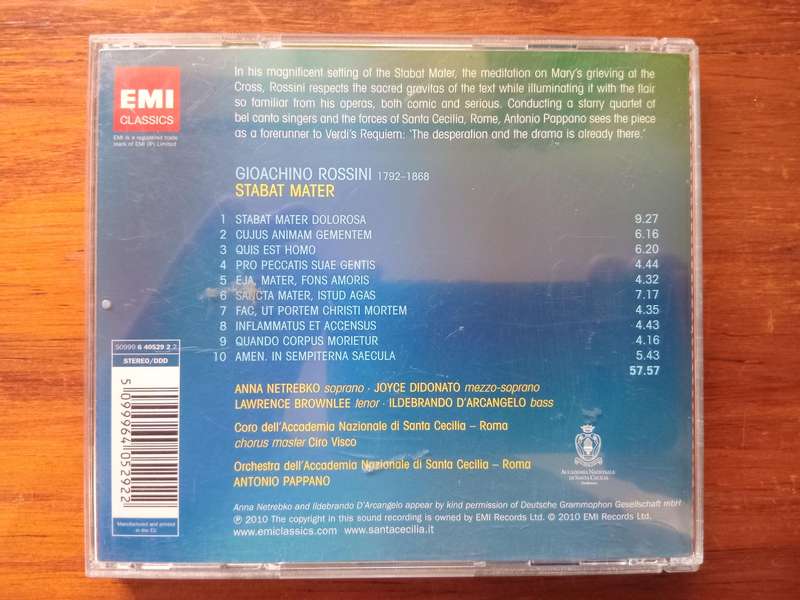 In his magnificent setting of the Stabat Mater, the meditation on Mary's grieving at the
Cross, Rossini respects the sacred gravitas of the text while illuminating it with the flair
so familiar from his operas, both comic and serious. Conducting a starry quartet of
bel canto singers and the forces of Santa Cecilia, Rome, Antonio Pappano sees the piece
as a forerunner to Verdi's Requiem: 'The desperation and the drama is already there.'
EMI
CLASSICS
EMI is a registered trade
mark of EMI (IP) Limited
GIOACHINO ROSSINI 1792–1868
STABAT MATER
1 STABAT MATER DOLOROSA 9.27
2 CUJUS ANIMAM GEMENTEM 6.16
3 QUIS EST HOMO 6.20
4 PRO PECCATIS SUAE GENTIS 4.44
5 EJA, MATER, FONS AMORIS 4.32
6 SANCTA MATER, ISTUD AGAS 7.17
7 FAC, UT PORTEM CHRISTI MORTEM 4.35
8 INFLAMMATUS ET ACCENSUS 4.43
9 QUANDO CORPUS MORIETUR 4.16
10 AMEN. IN SEMPITERNA SAECULA 5.43
57.57
50999 6 40529 2 2
STEREO/DDD
5 099964 052922
Manufactured and printed
in the EU
ANNA NETREBKO soprano · JOYCE DIDONATO mezzo-soprano
LAWRENCE BROWNLEE tenor · ILDEBRANDO D'ARCANGELO bass
Coro dell'Accademia Nazionale di Santa Cecilia – Roma
chorus master Ciro Visco
Orchestra dell'Accademia Nazionale di Santa Cecilia – Roma
ANTONIO PAPPANO
ACCADEMIA NAZIONALE
DI SANTA CECILIA
Anna Netrebko and Ildebrando D'Arcangelo appear by kind permission of Deutsche Grammophon Gesellschaft mbH
℗ 2010 The copyright in this sound recording is owned by EMI Records Ltd. © 2010 EMI Records Ltd.
www.emiclassics.com www.santacecilia.it